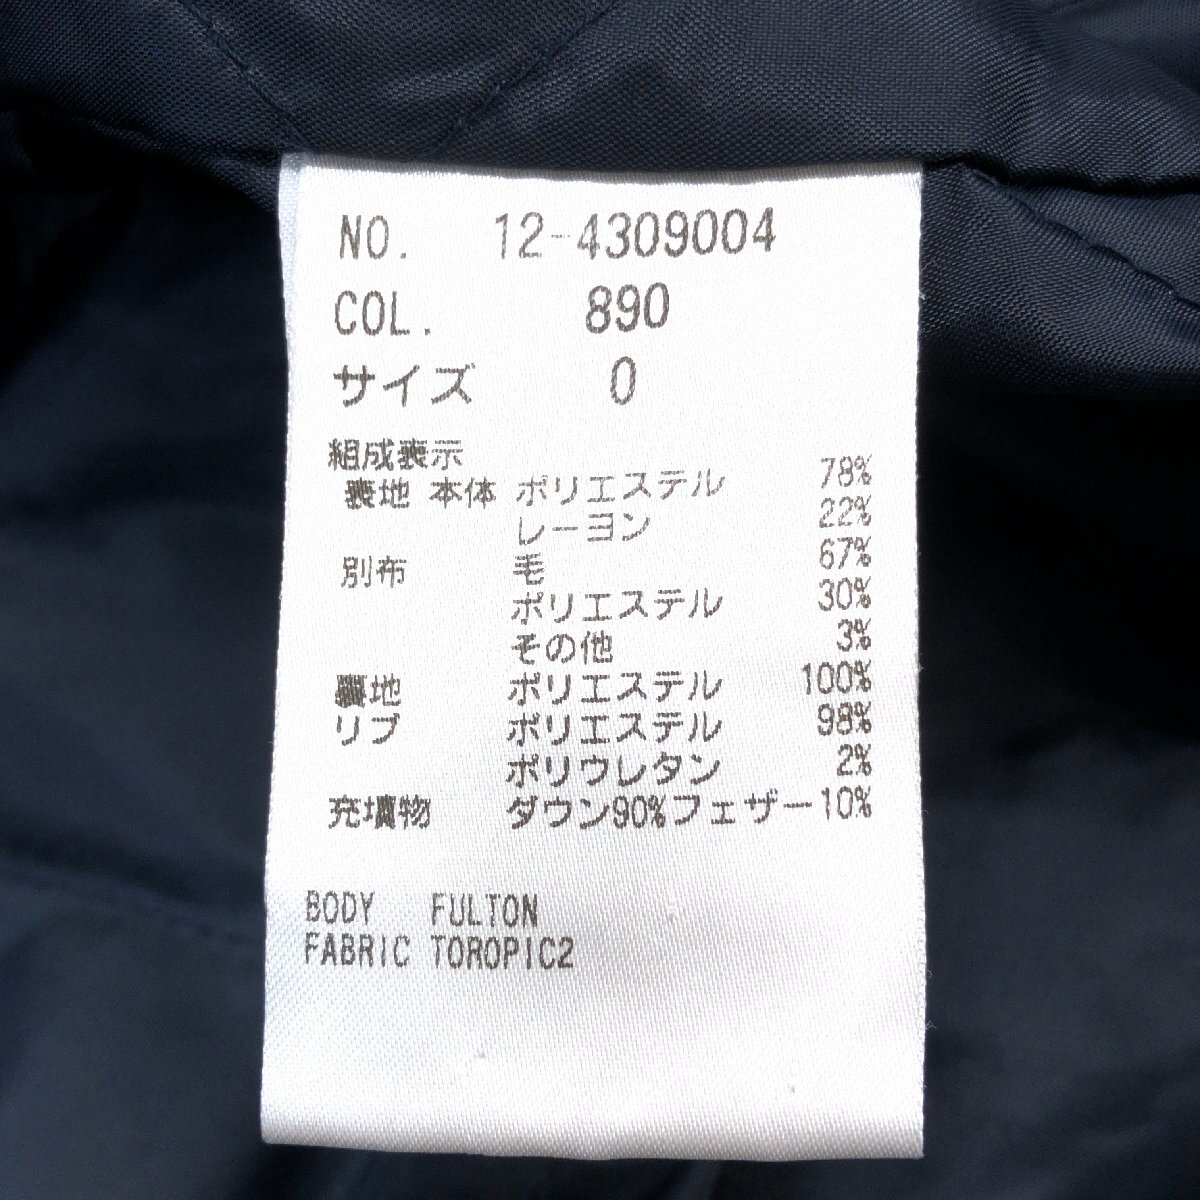 NO. 12-4309004
COL. 890
サイズ 0
組成表示
表地 本体 ポリエステル 78%
レーヨン 22%
別布 毛 67%
ポリエステル 30%
その他 3%
裏地 ポリエステル 100%
リブ ポリエステル 98%
ポリウレタン 2%
充填物 ダウン90%フェザー10%
BODY FULTON
FABRIC TOROPIC2